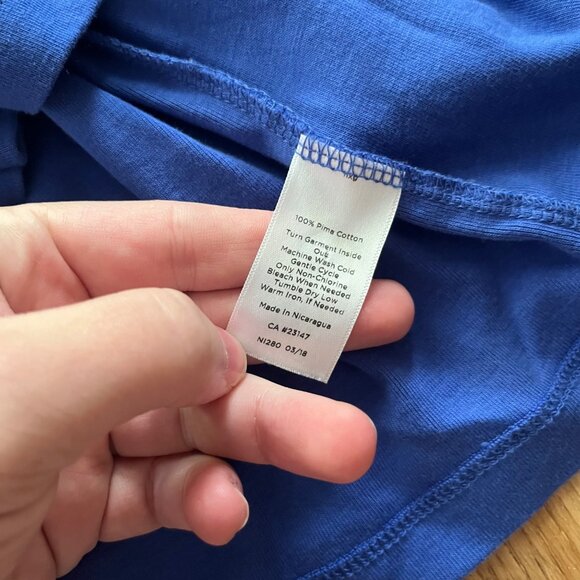 100% Pima Cotton
Turn Garment Inside
Out
Machine Wash Cold
Gentle Cycle
Only Non-Chlorine
Bleach When Needed
Tumble Dry Low
Warm Iron, If Needed
Made in Nicaragua
CA #23147
N1280 03/18